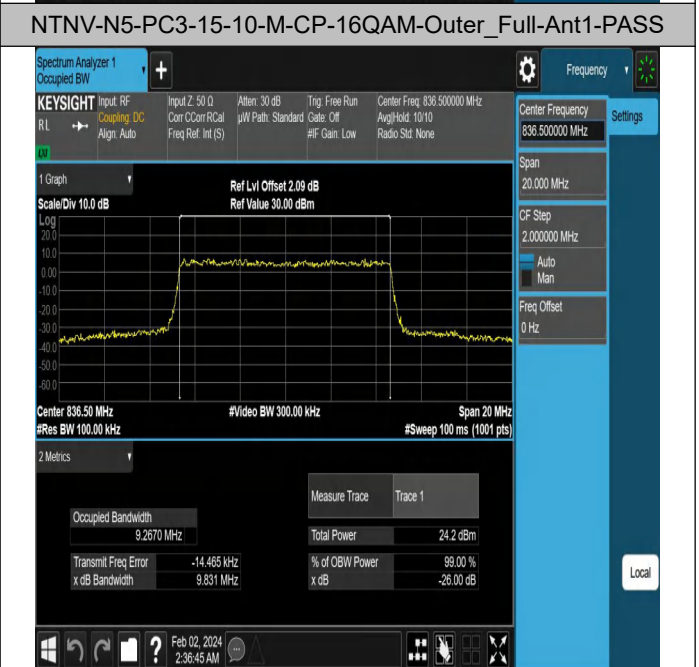 NTNV-N5-PC3-15-10-M-CP-16QAM-Outer_Full-Ant1-PASS
Spectrum Analyzer 1
Occupied BW
+
Frequency
KEYSIGHT
RL
Input: RF
Coupling: DC
Align: Auto
Input Z: 50 Ω
Corr CCorr RCal
Freq Ref: Int (S)
Atten: 30 dB
µW Path: Standard
Trig: Free Run
Gate: Off
#IF Gain: Low
Center Freq: 836.500000 MHz
Avg|Hold: 10/10
Radio Std: None
Center Frequency
836.500000 MHz
Settings
Span
20.000 MHz
CF Step
2.000000 MHz
Auto
Man
Freq Offset
0 Hz
1 Graph
Scale/Div 10.0 dB
Ref Lvl Offset 2.09 dB
Ref Value 30.00 dBm
Log
20.0
10.0
0.00
-10.0
-20.0
-30.0
-40.0
-50.0
-60.0
Center 836.50 MHz
#Res BW 100.00 kHz
#Video BW 300.00 kHz
Span 20 MHz
#Sweep 100 ms (1001 pts)
2 Metrics
Measure Trace Trace 1
Occupied Bandwidth
9.2670 MHz
Total Power 24.2 dBm
Transmit Freq Error -14.465 kHz
% of OBW Power 99.00 %
x dB Bandwidth 9.831 MHz
x dB -26.00 dB
Local
?
Feb 02, 2024
2:36:45 AM